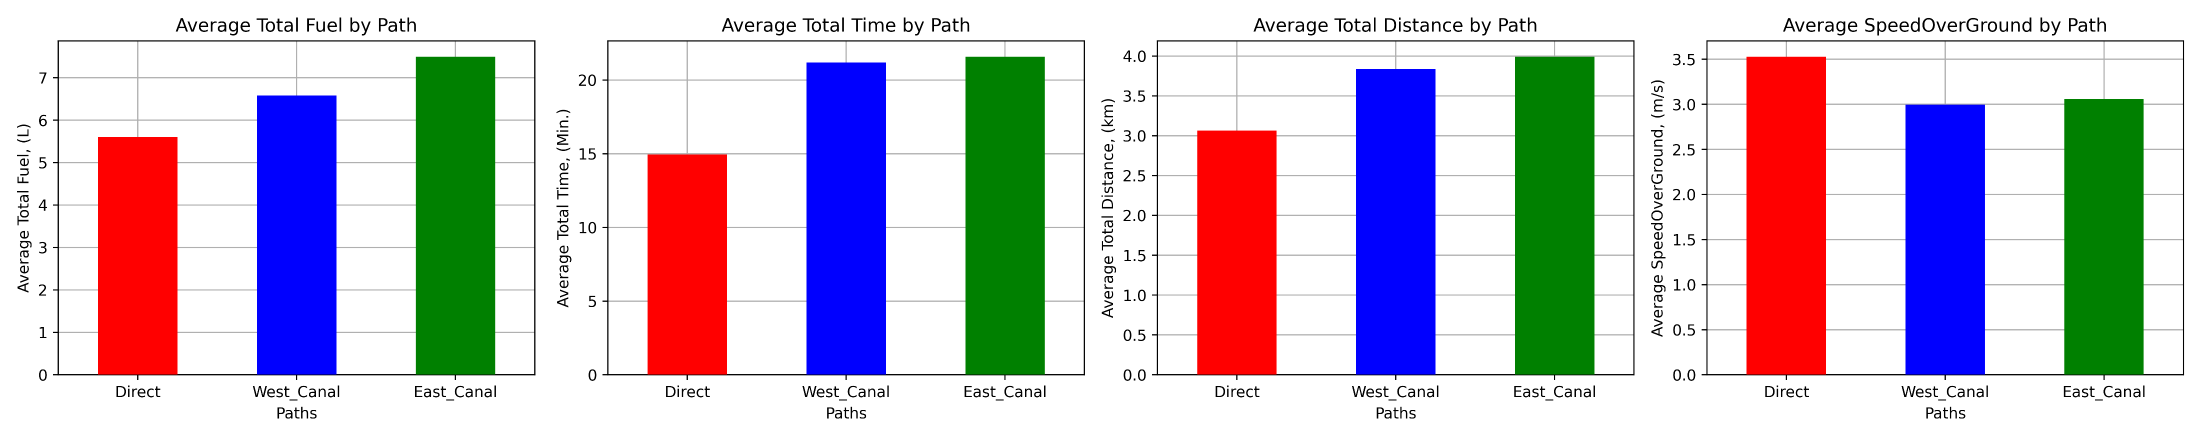 Average Total Fuel by Path
Average Total Fuel, (L)
7
6
5
4
3
2
1
0
Direct
West_Canal
East_Canal
Paths
Average Total Time by Path
Average Total Time, (Min.)
20
15
10
5
0
Direct
West_Canal
East_Canal
Paths
Average Total Distance by Path
Average Total Distance, (km)
4.0
3.5
3.0
2.5
2.0
1.5
1.0
0.5
0.0
Direct
West_Canal
East_Canal
Paths
Average SpeedOverGround by Path
Average SpeedOverGround, (m/s)
3.5
3.0
2.5
2.0
1.5
1.0
0.5
0.0
Direct
West_Canal
East_Canal
Paths